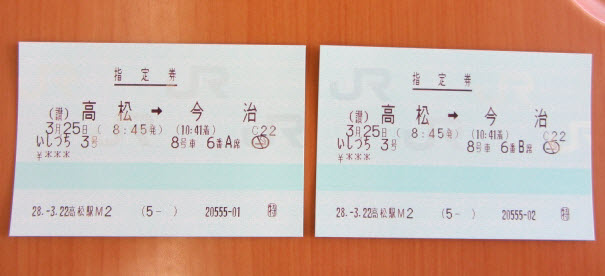 指定券
(讃)高松➡今治
3月25日( 8:45発) (10:41着) C22
いしづち 3号 8号車 6番A席
¥***
28.-3.22高松駅M2 (5- ) 20555-01
指定券
(讃)高松➡今治
3月25日( 8:45発) (10:41着) C22
いしづち 3号 8号車 6番B席
¥***
28.-3.22高松駅M2 (5- ) 20555-02